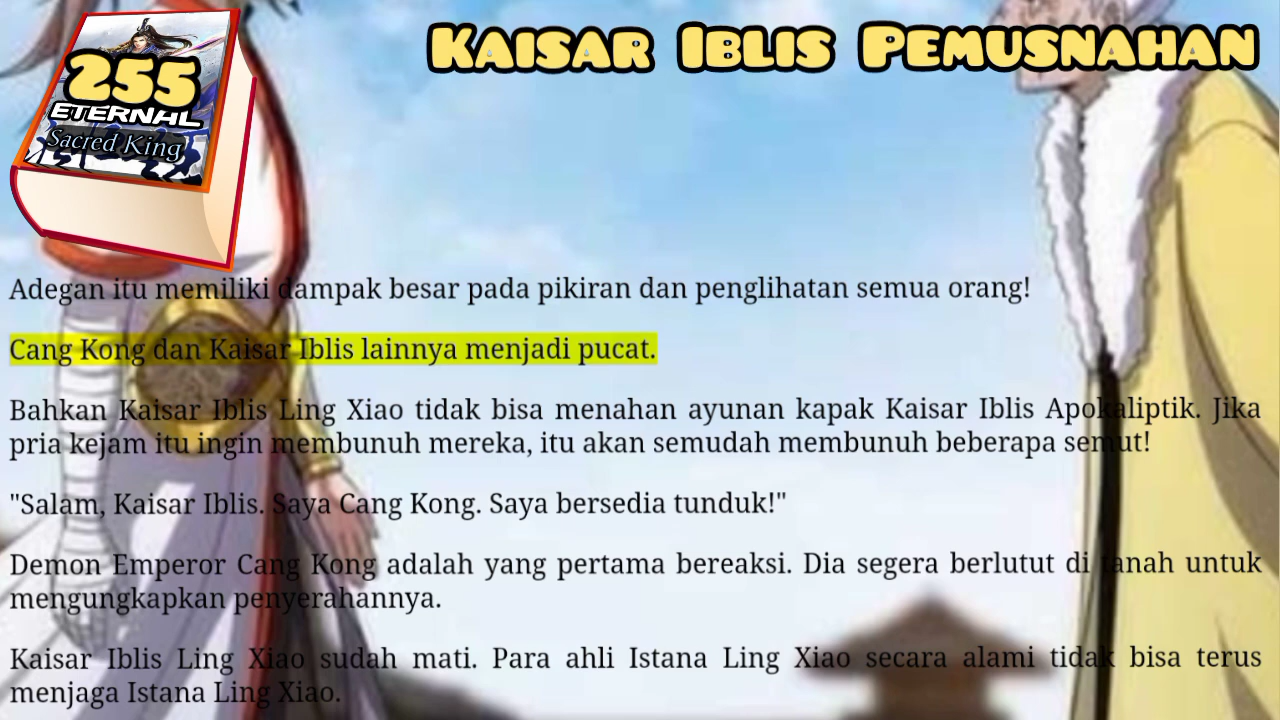 Kaisar Iblis Pemusnahan
255
ETERNAL
Sacred King
Adegan itu memiliki dampak besar pada pikiran dan penglihatan semua orang!
Cang Kong dan Kaisar Iblis lainnya menjadi pucat.
Bahkan Kaisar Iblis Ling Xiao tidak bisa menahan ayunan kapak Kaisar Iblis Apokaliptik. Jika
pria kejam itu ingin membunuh mereka, itu akan semudah membunuh beberapa semut!
"Salam, Kaisar Iblis. Saya Cang Kong. Saya bersedia tunduk!"
Demon Emperor Cang Kong adalah yang pertama bereaksi. Dia segera berlutut di tanah untuk
mengungkapkan penyerahannya.
Kaisar Iblis Ling Xiao sudah mati. Para ahli Istana Ling Xiao secara alami tidak bisa terus
menjaga Istana Ling Xiao.